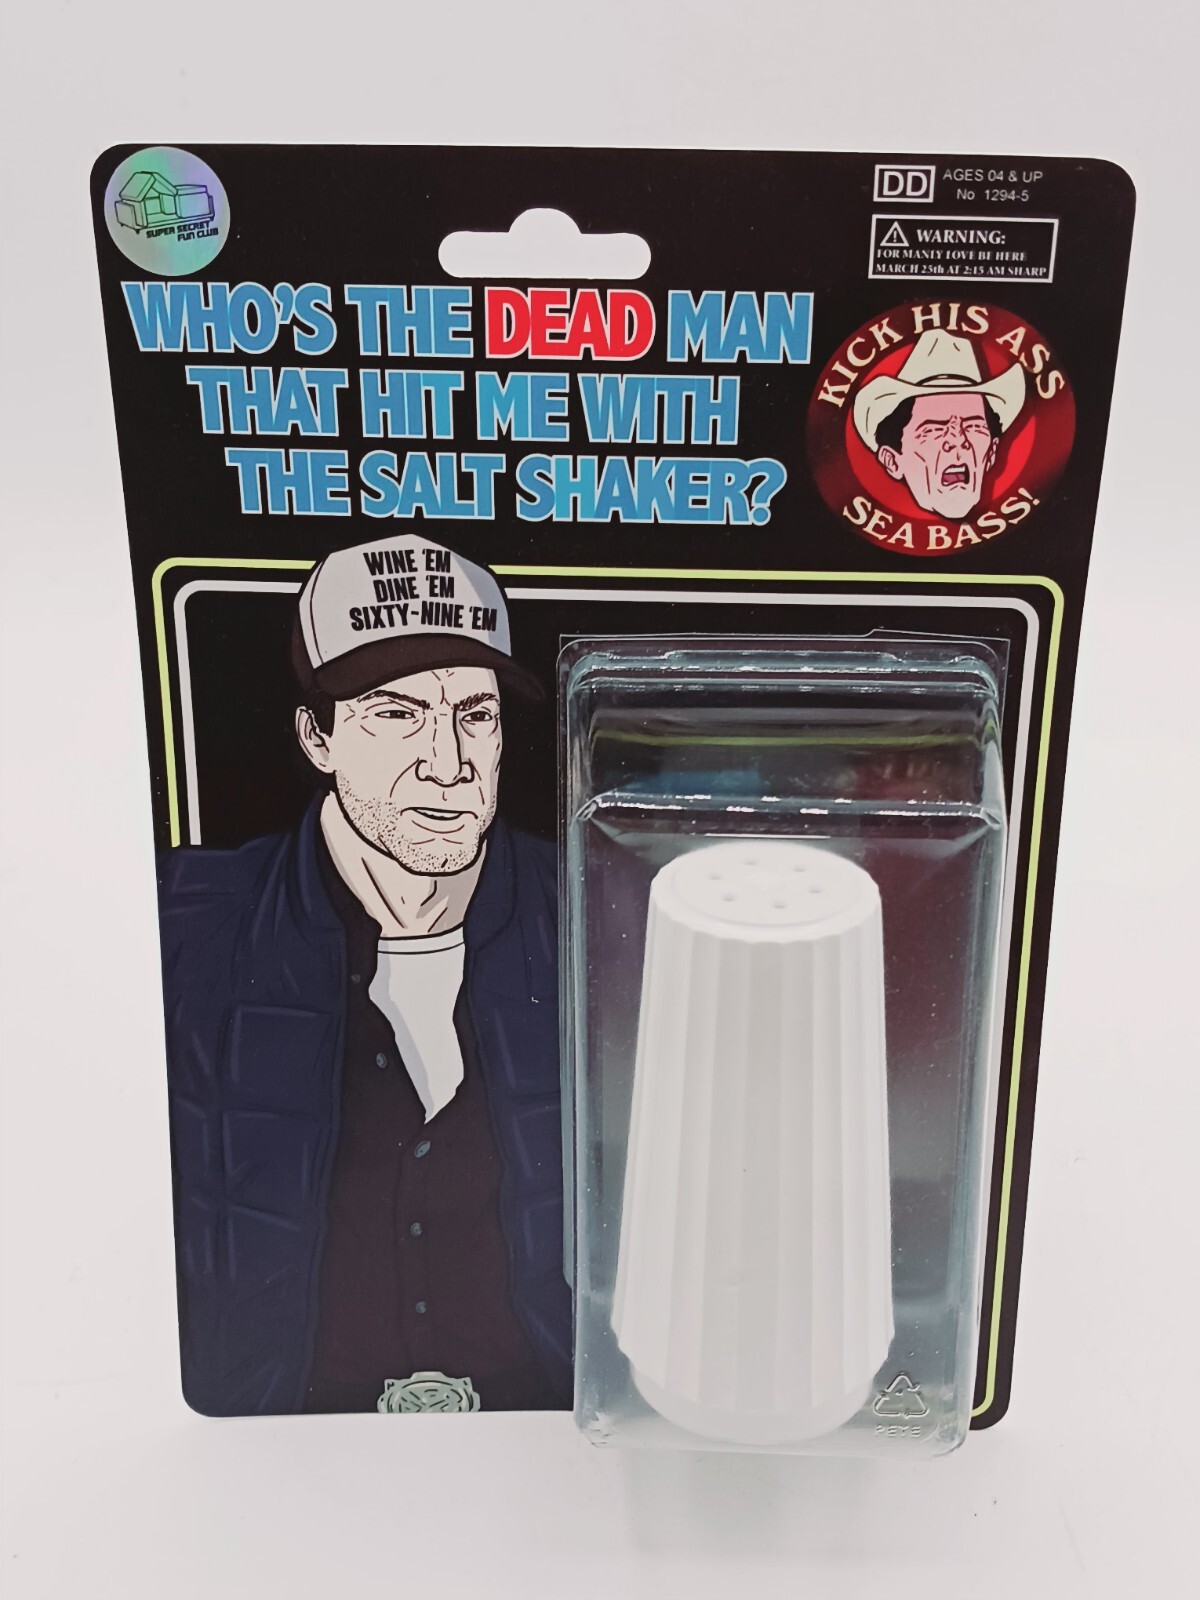 SUPER SECRET
FUN CLUB
DD
AGES 04 & UP
No 1294-5
WARNING:
FOR MANLY LOVE BE HERE
MARCH 25th AT 2:15 AM SHARP
WHO'S THE DEAD MAN
THAT HIT ME WITH
THE SALT SHAKER?
KICK HIS ASS
SEA BASS!
WINE 'EM
DINE 'EM
SIXTY-NINE 'EM
PETE